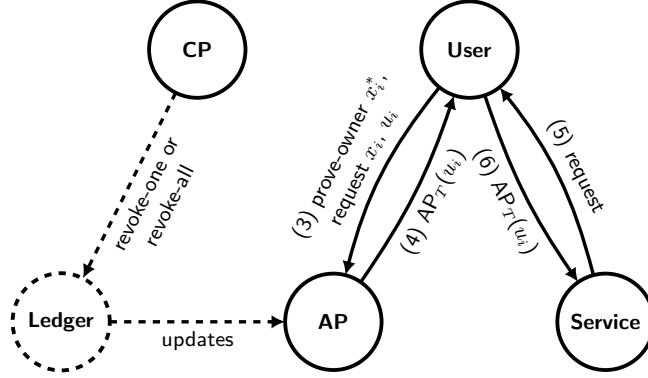 CP
User
revoke-one or
revoke-all
(3) prove-owner x_i^*,
request x_i, u_i
(4) AP_T(u_i)
(6) AP_T(u_i)
(5) request
Ledger
updates
AP
Service